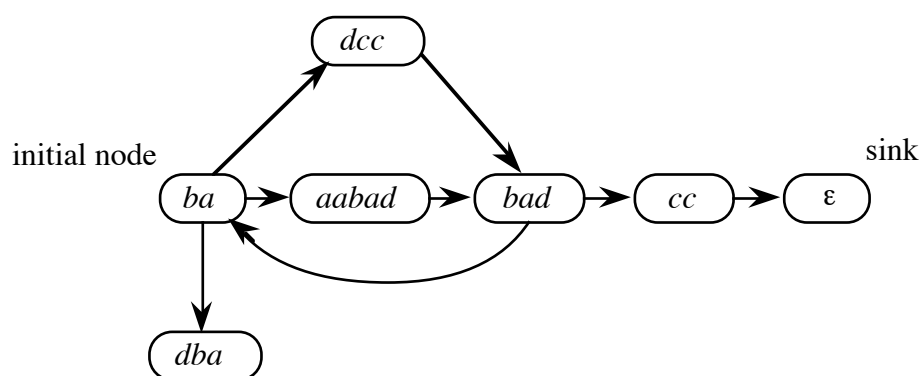 dcc
initial node
sink
ba
aabad
bad
cc
ε
dba